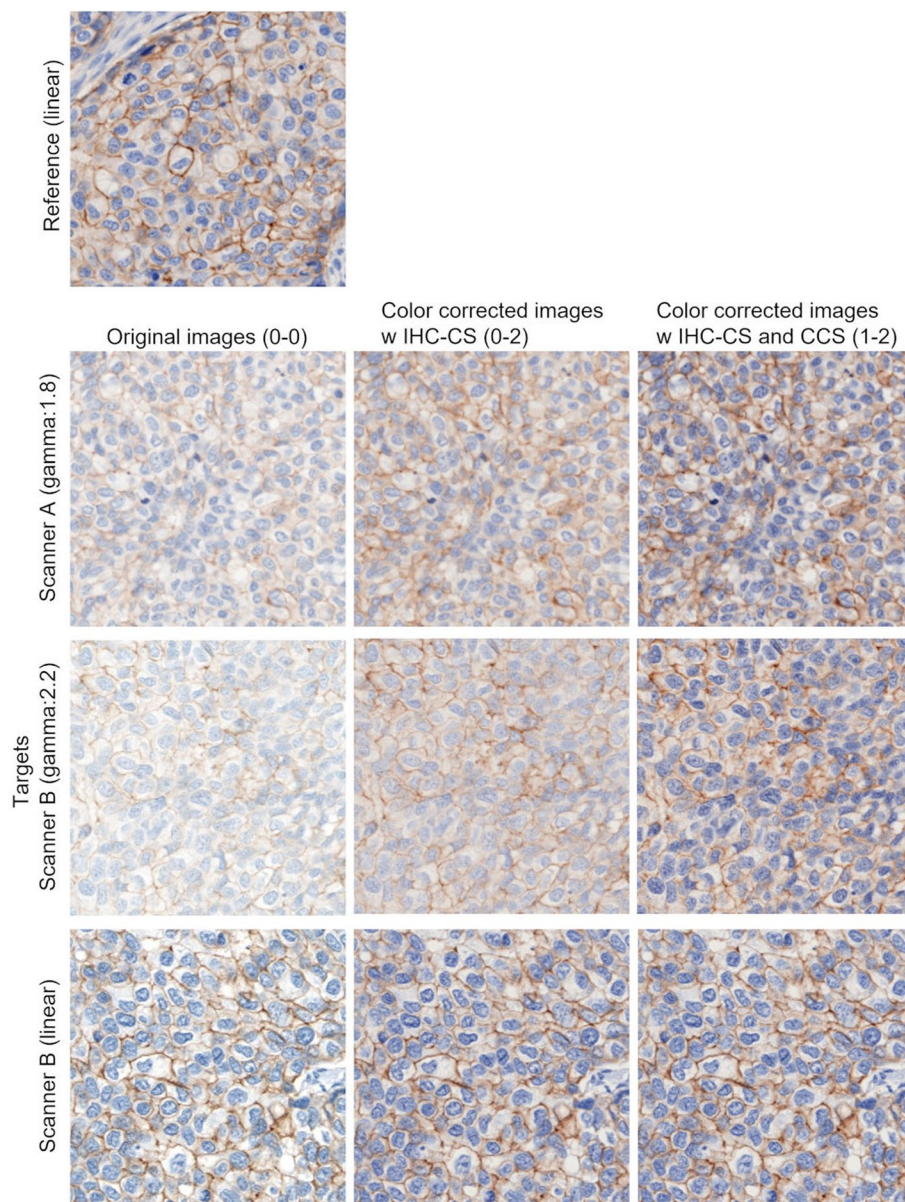 Reference (linear)
Original images (0-0)
Color corrected images
w IHC-CS (0-2)
Color corrected images
w IHC-CS and CCS (1-2)
Scanner A (gamma:1.8)
Targets
Scanner B (gamma:2.2)
Scanner B (linear)